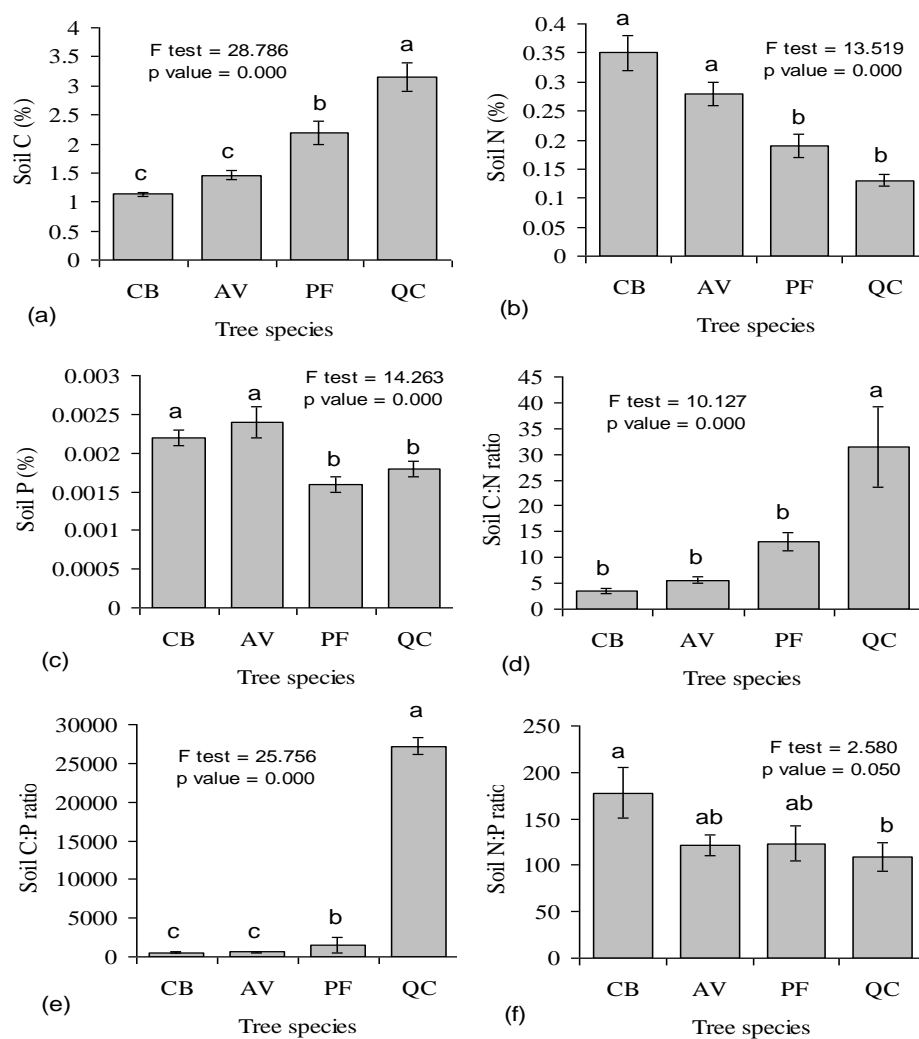 F test = 28.786
p value = 0.000
Soil C (%)
4
3.5
3
2.5
2
1.5
1
0.5
0
c
c
b
a
CB AV PF QC
Tree species
(a)
F test = 13.519
p value = 0.000
Soil N (%)
0.4
0.35
0.3
0.25
0.2
0.15
0.1
0.05
0
a
a
b
b
CB AV PF QC
Tree species
(b)
F test = 14.263
p value = 0.000
Soil P (%)
0.003
0.0025
0.002
0.0015
0.001
0.0005
0
a
a
b
b
CB AV PF QC
Tree species
(c)
F test = 10.127
p value = 0.000
Soil C:N ratio
45
40
35
30
25
20
15
10
5
0
b
b
b
a
CB AV PF QC
Tree species
(d)
F test = 25.756
p value = 0.000
Soil C:P ratio
30000
25000
20000
15000
10000
5000
0
c
c
b
a
CB AV PF QC
Tree species
(e)
F test = 2.580
p value = 0.050
Soil N:P ratio
250
200
150
100
50
0
a
ab
ab
b
CB AV PF QC
Tree species
(f)